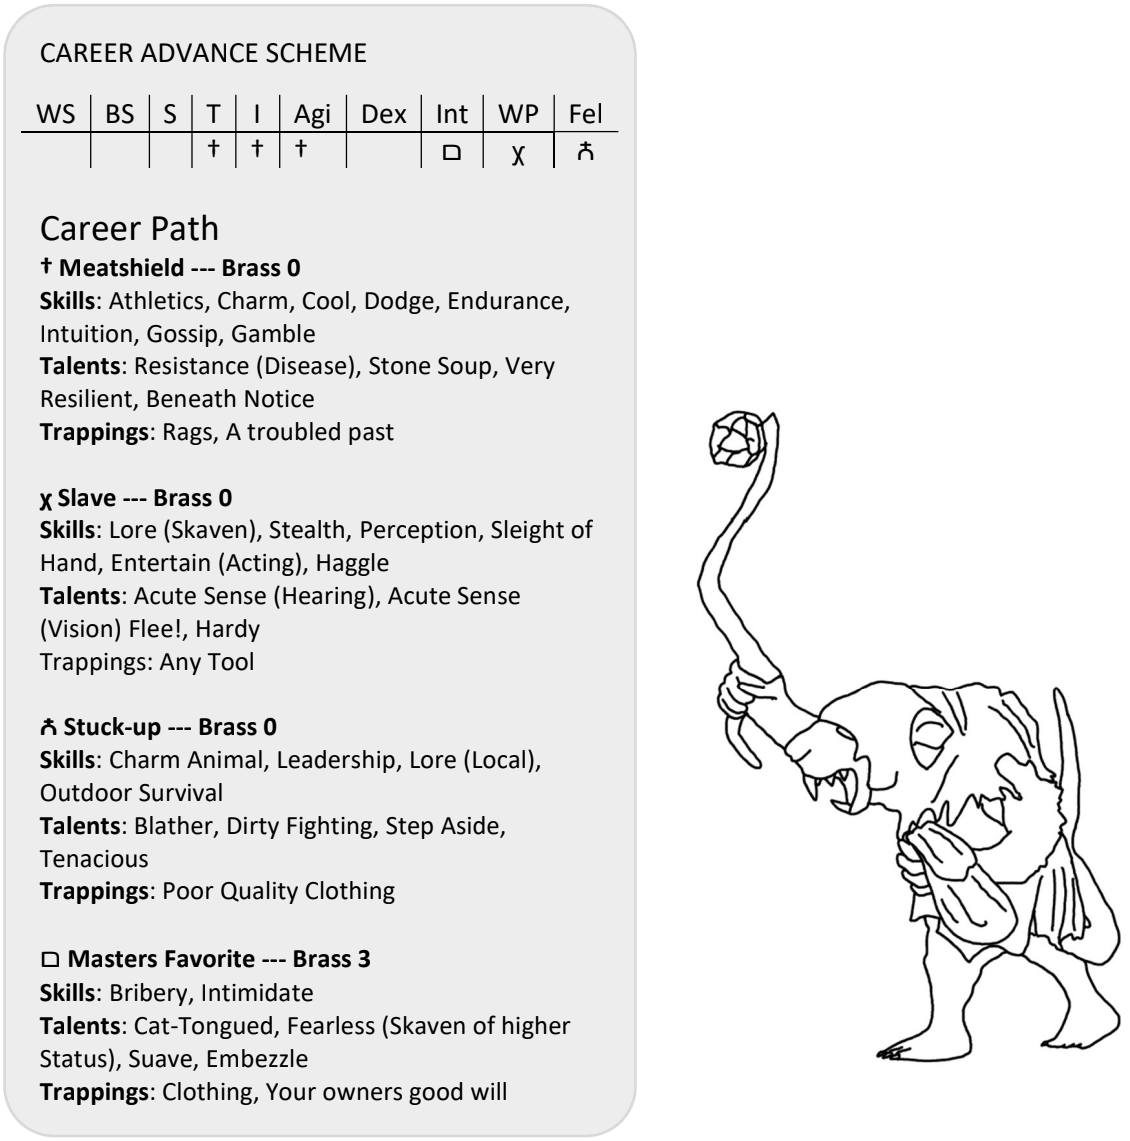 CAREER ADVANCE SCHEME
WS BS S T I Agi Dex Int WP Fel
† † † ㅁ χ ㅊ
Career Path
† Meatshield --- Brass 0
Skills: Athletics, Charm, Cool, Dodge, Endurance,
Intuition, Gossip, Gamble
Talents: Resistance (Disease), Stone Soup, Very
Resilient, Beneath Notice
Trappings: Rags, A troubled past
χ Slave --- Brass 0
Skills: Lore (Skaven), Stealth, Perception, Sleight of
Hand, Entertain (Acting), Haggle
Talents: Acute Sense (Hearing), Acute Sense
(Vision) Flee!, Hardy
Trappings: Any Tool
ㅊ Stuck-up --- Brass 0
Skills: Charm Animal, Leadership, Lore (Local),
Outdoor Survival
Talents: Blather, Dirty Fighting, Step Aside,
Tenacious
Trappings: Poor Quality Clothing
ㅁ Masters Favorite --- Brass 3
Skills: Bribery, Intimidate
Talents: Cat-Tongued, Fearless (Skaven of higher
Status), Suave, Embezzle
Trappings: Clothing, Your owners good will